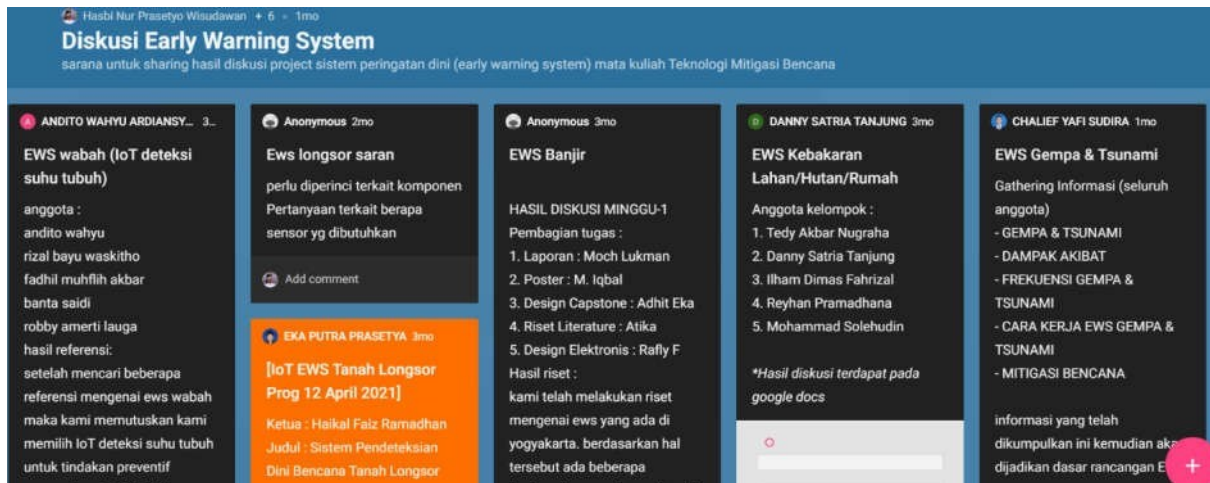 Hasbi Nur Prasetyo Wisudawan + 6 • 1mo
Diskusi Early Warning System
sarana untuk sharing hasil diskusi project sistem peringatan dini (early warning system) mata kuliah Teknologi Mitigasi Bencana
A ANDITO WAHYU ARDIANSY... 3...
EWS wabah (IoT deteksi
suhu tubuh)
anggota :
andito wahyu
rizal bayu waskitho
fadhil muhflih akbar
banta saidi
robby amerti lauga
hasil referensi:
setelah mencari beberapa
referensi mengenai ews wabah
maka kami memutuskan kami
memilih IoT deteksi suhu tubuh
untuk tindakan preventif
Anonymous 2mo
Ews longsor saran
perlu diperinci terkait komponen
Pertanyaan terkait berapa
sensor yg dibutuhkan
Add comment
EKA PUTRA PRASETYA 3mo
[IoT EWS Tanah Longsor
Prog 12 April 2021]
Ketua : Haikal Faiz Ramadhan
Judul : Sistem Pendeteksian
Dini Bencana Tanah Longsor
Anonymous 3mo
EWS Banjir
HASIL DISKUSI MINGGU-1
Pembagian tugas :
1. Laporan : Moch Lukman
2. Poster : M. Iqbal
3. Design Capstone : Adhit Eka
4. Riset Literature : Atika
5. Design Elektronis : Rafly F
Hasil riset :
kami telah melakukan riset
mengenai ews yang ada di
yogyakarta. berdasarkan hal
tersebut ada beberapa
D DANNY SATRIA TANJUNG 3mo
EWS Kebakaran
Lahan/Hutan/Rumah
Anggota kelompok :
1. Tedy Akbar Nugraha
2. Danny Satria Tanjung
3. Ilham Dimas Fahrizal
4. Reyhan Pramadhana
5. Mohammad Solehudin
*Hasil diskusi terdapat pada
google docs
CHALIEF YAFI SUDIRA 1mo
EWS Gempa & Tsunami
Gathering Informasi (seluruh
anggota)
- GEMPA & TSUNAMI
- DAMPAK AKIBAT
- FREKUENSI GEMPA &
TSUNAMI
- CARA KERJA EWS GEMPA &
TSUNAMI
- MITIGASI BENCANA
informasi yang telah
dikumpulkan ini kemudian
dijadikan dasar rancangan